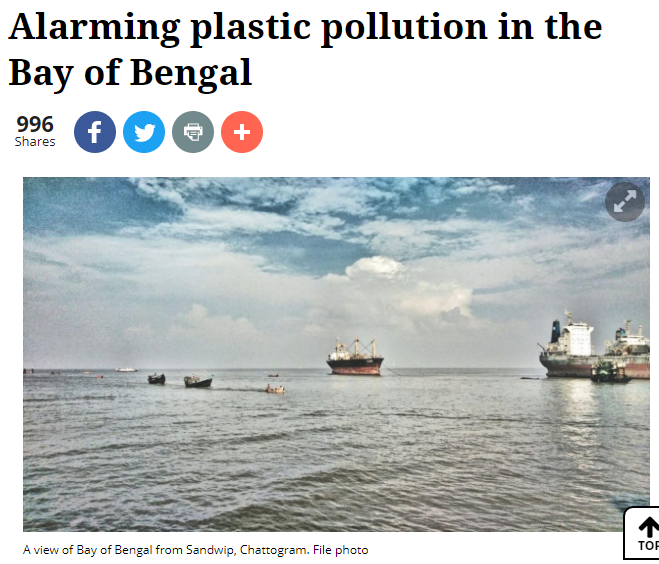 Alarming plastic pollution in the
Bay of Bengal
996
Shares
A view of Bay of Bengal from Sandwip, Chattogram. File photo
TOP